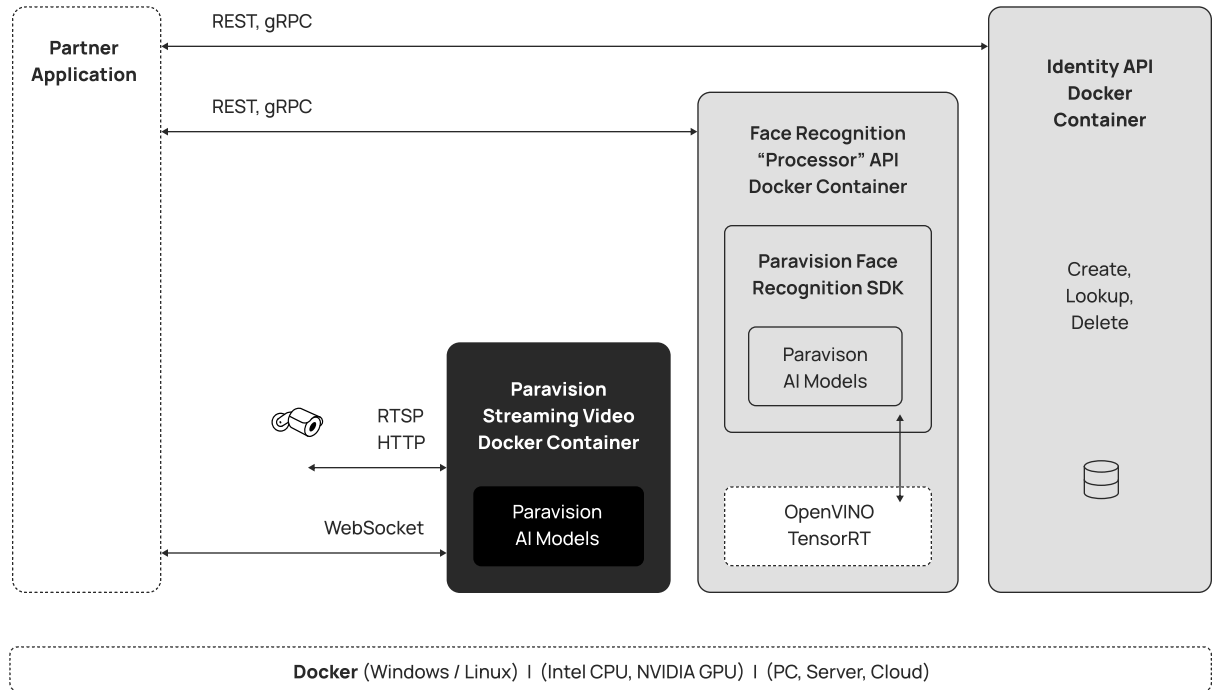 REST, gRPC
Partner
Application
Identity API
Docker
Container
REST, gRPC
Face Recognition
“Processor” API
Docker Container
Paravision Face
Recognition SDK
Create,
Lookup,
Delete
Paravison
AI Models
Paravision
Streaming Video
Docker Container
RTSP
HTTP
Paravision
AI Models
OpenVINO
TensorRT
WebSocket
Docker (Windows / Linux) | (Intel CPU, NVIDIA GPU) | (PC, Server, Cloud)